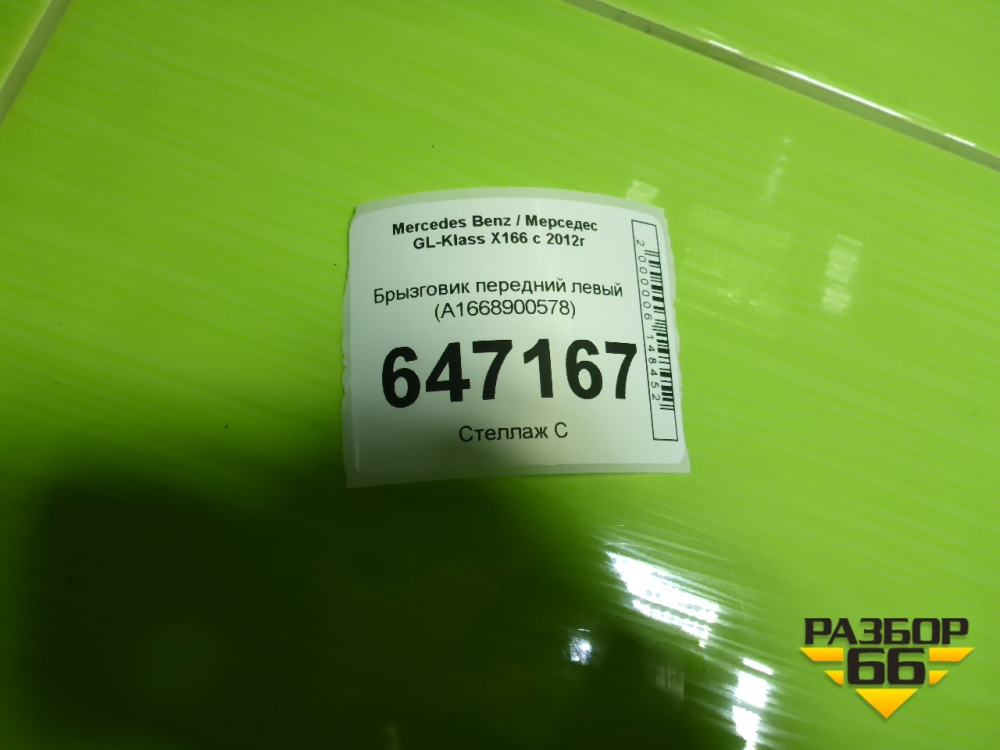 Mercedes Benz / Мерседес
GL-Klass X166 с 2012г
Брызговик передний левый
(A1668900578)
647167
Стеллаж С
2000006148452
РАЗБОР
66